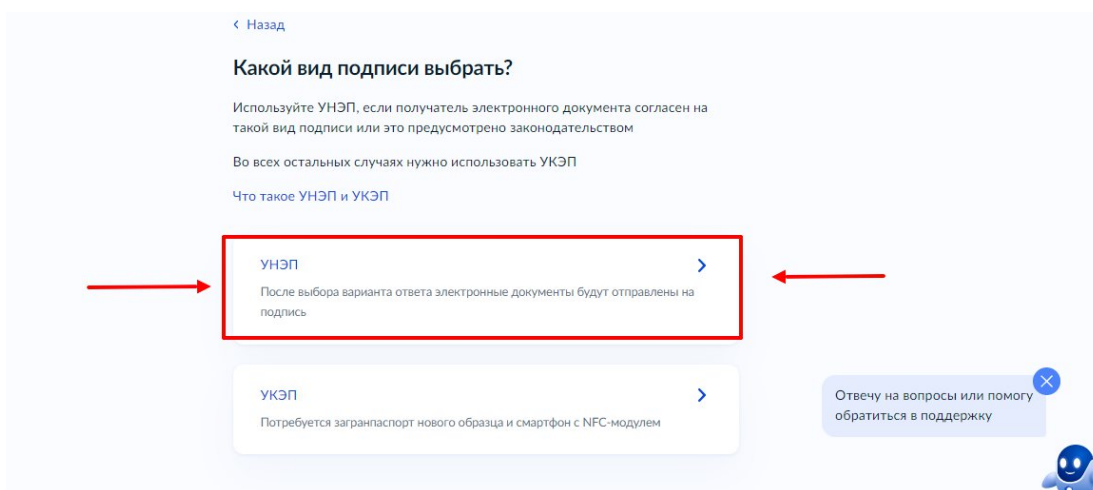 Назад
Какой вид подписи выбрать?
Используйте УНЭП, если получатель электронного документа согласен на
такой вид подписи или это предусмотрено законодательством
Во всех остальных случаях нужно использовать УКЭП
Что такое УНЭП и УКЭП
УНЭП
После выбора варианта ответа электронные документы будут отправлены на
подпись
УКЭП
Потребуется загранпаспорт нового образца и смартфон с NFC-модулем
Отвечу на вопросы или помогу
обратиться в поддержку